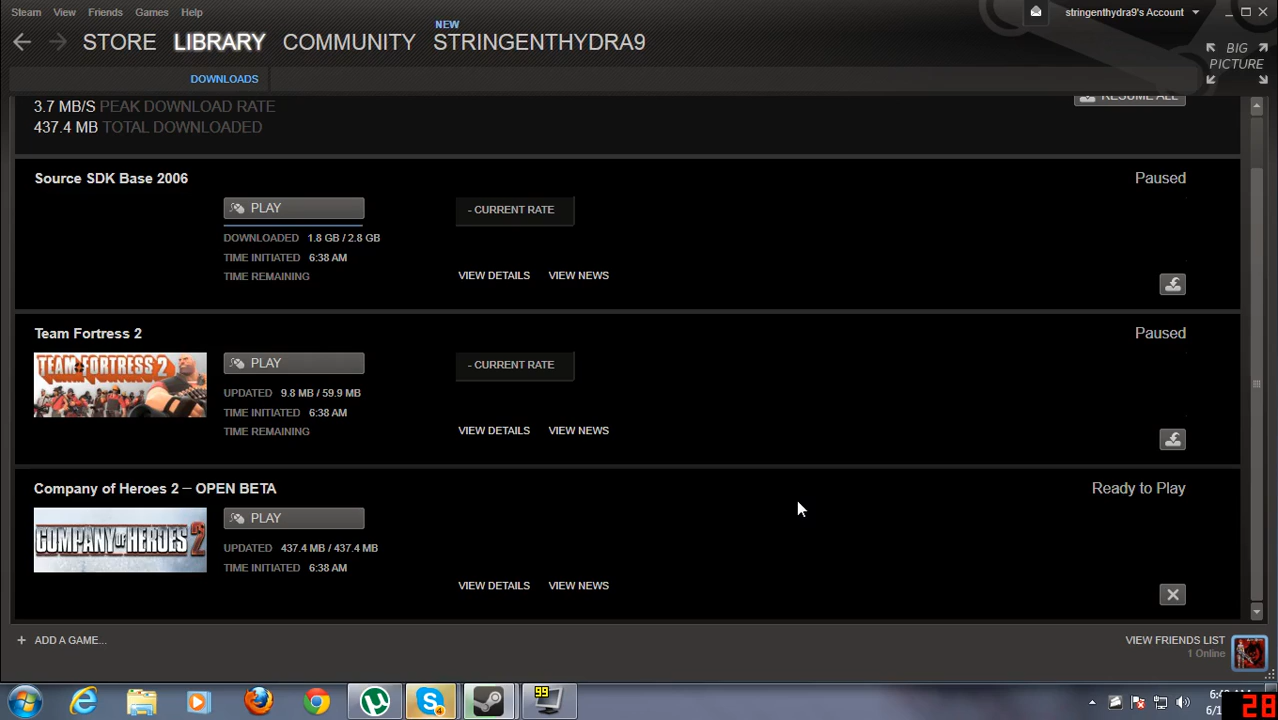 Steam View Friends Games Help
stringenthydra9's Account
NEW
STORE LIBRARY COMMUNITY STRINGENTHYDRA9
BIG
PICTURE
DOWNLOADS
3.7 MB/S PEAK DOWNLOAD RATE
RESUME ALL
437.4 MB TOTAL DOWNLOADED
Source SDK Base 2006
Paused
PLAY
- CURRENT RATE
DOWNLOADED 1.8 GB / 2.8 GB
TIME INITIATED 6:38 AM
TIME REMAINING
VIEW DETAILS VIEW NEWS
Team Fortress 2
Paused
TEAM FORTRESS 2
PLAY
- CURRENT RATE
UPDATED 9.8 MB / 59.9 MB
TIME INITIATED 6:38 AM
TIME REMAINING
VIEW DETAILS VIEW NEWS
Company of Heroes 2 – OPEN BETA
Ready to Play
COMPANY OF HEROES 2
PLAY
UPDATED 437.4 MB / 437.4 MB
TIME INITIATED 6:38 AM
VIEW DETAILS VIEW NEWS
+ ADD A GAME...
VIEW FRIENDS LIST
1 Online
4
99
28